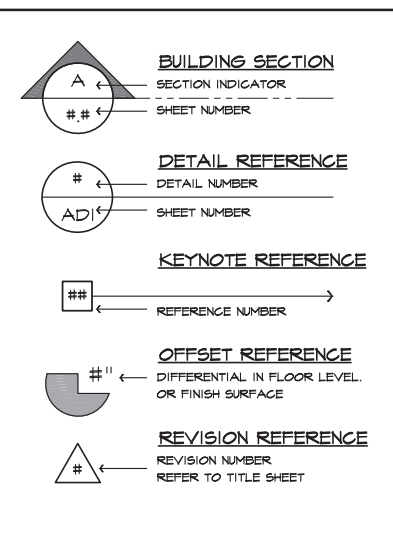 BUILDING SECTION
A
SECTION INDICATOR
#.#
SHEET NUMBER
DETAIL REFERENCE
#
DETAIL NUMBER
AD1
SHEET NUMBER
KEYNOTE REFERENCE
##
REFERENCE NUMBER
OFFSET REFERENCE
#"
DIFFERENTIAL IN FLOOR LEVEL.
OR FINISH SURFACE
REVISION REFERENCE
REVISION NUMBER
#
REFER TO TITLE SHEET